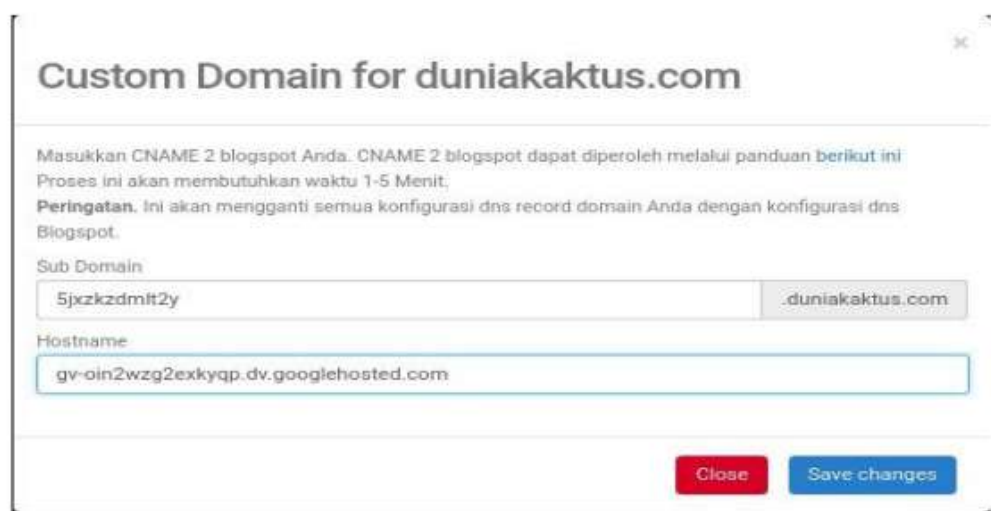 Custom Domain for duniakaktus.com
×
Masukkan CNAME 2 blogspot Anda. CNAME 2 blogspot dapat diperoleh melalui panduan berikut ini
Proses ini akan membutuhkan waktu 1-5 Menit.
Peringatan. Ini akan mengganti semua konfigurasi dns record domain Anda dengan konfigurasi dns
Blogspot.
Sub Domain
5jxzkzdmlt2y .duniakaktus.com
Hostname
gv-oin2wzg2exkyqp.dv.googlehosted.com
Close Save changes